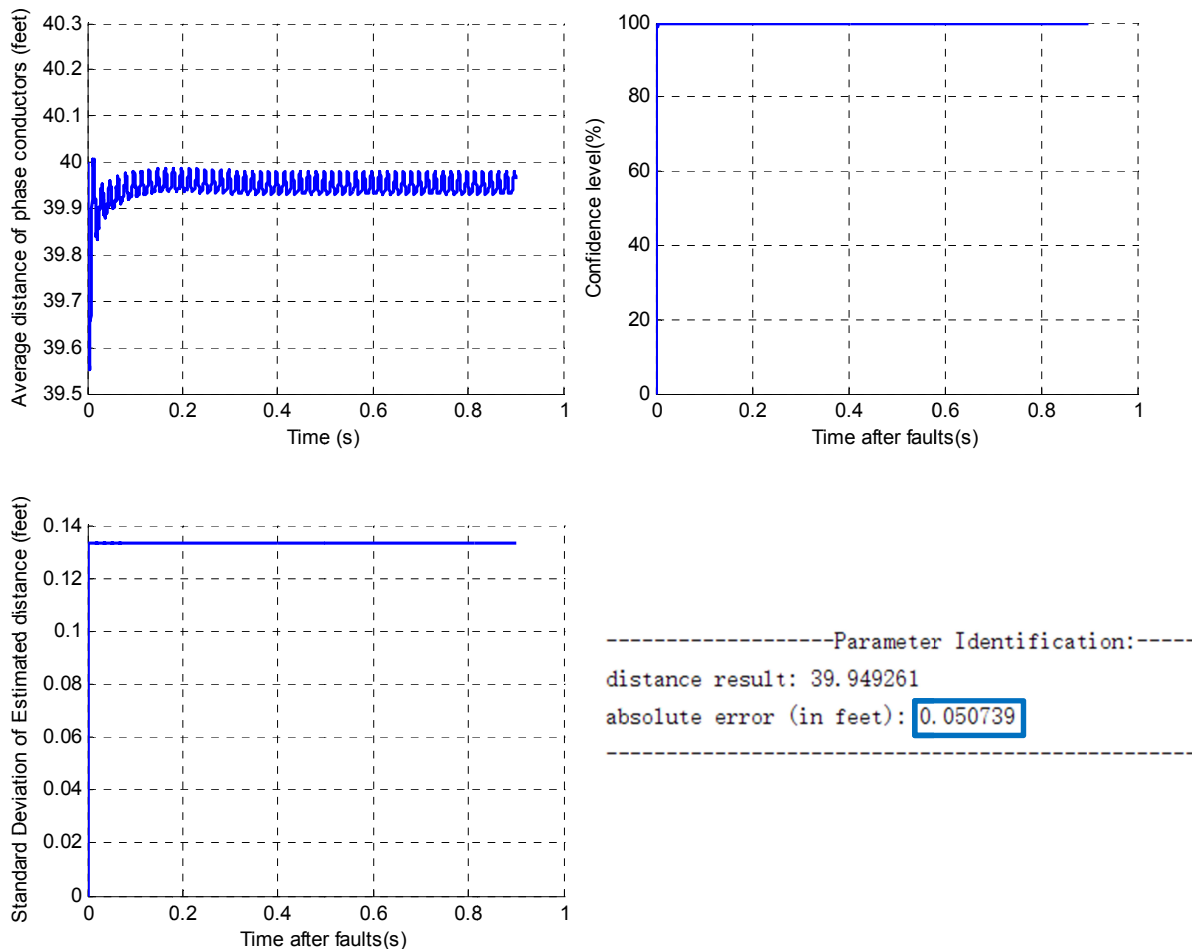 Average distance of phase conductors (feet)
40.3
40.2
40.1
40
39.9
39.8
39.7
39.6
39.5
0 0.2 0.4 0.6 0.8 1
Time (s)
Confidence level(%)
100
80
60
40
20
0
0 0.2 0.4 0.6 0.8 1
Time after faults(s)
Standard Deviation of Estimated distance (feet)
0.14
0.12
0.1
0.08
0.06
0.04
0.02
0
0 0.2 0.4 0.6 0.8 1
Time after faults(s)
-------------------Parameter Identification:-----
distance result: 39.949261
absolute error (in feet): 0.050739